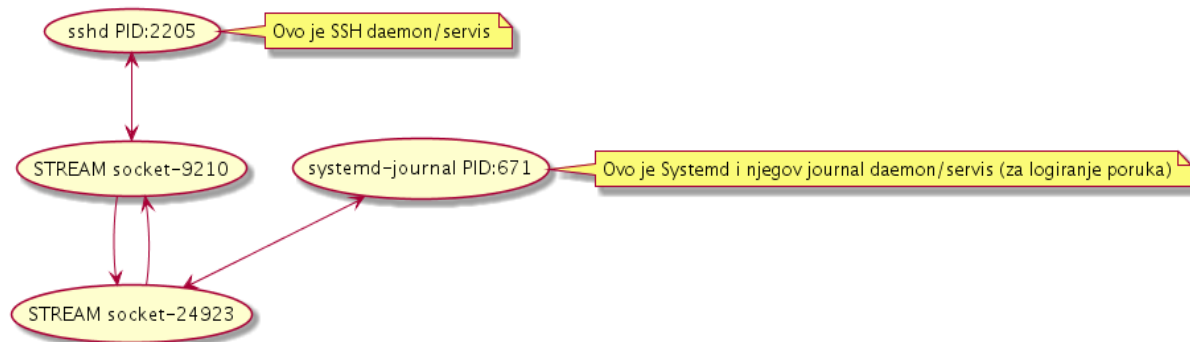 sshd PID:2205
Ovo je SSH daemon/servis
STREAM socket-9210
systemd-journal PID:671
Ovo je Systemd i njegov journal daemon/servis (za logiranje poruka)
STREAM socket-24923